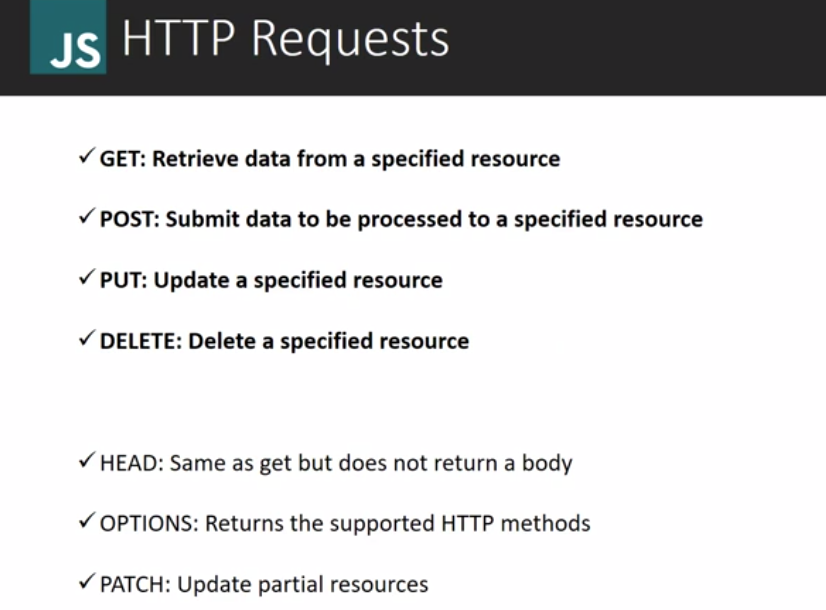 JS HTTP Requests
✓ GET: Retrieve data from a specified resource
✓ POST: Submit data to be processed to a specified resource
✓ PUT: Update a specified resource
✓ DELETE: Delete a specified resource
✓ HEAD: Same as get but does not return a body
✓ OPTIONS: Returns the supported HTTP methods
✓ PATCH: Update partial resources